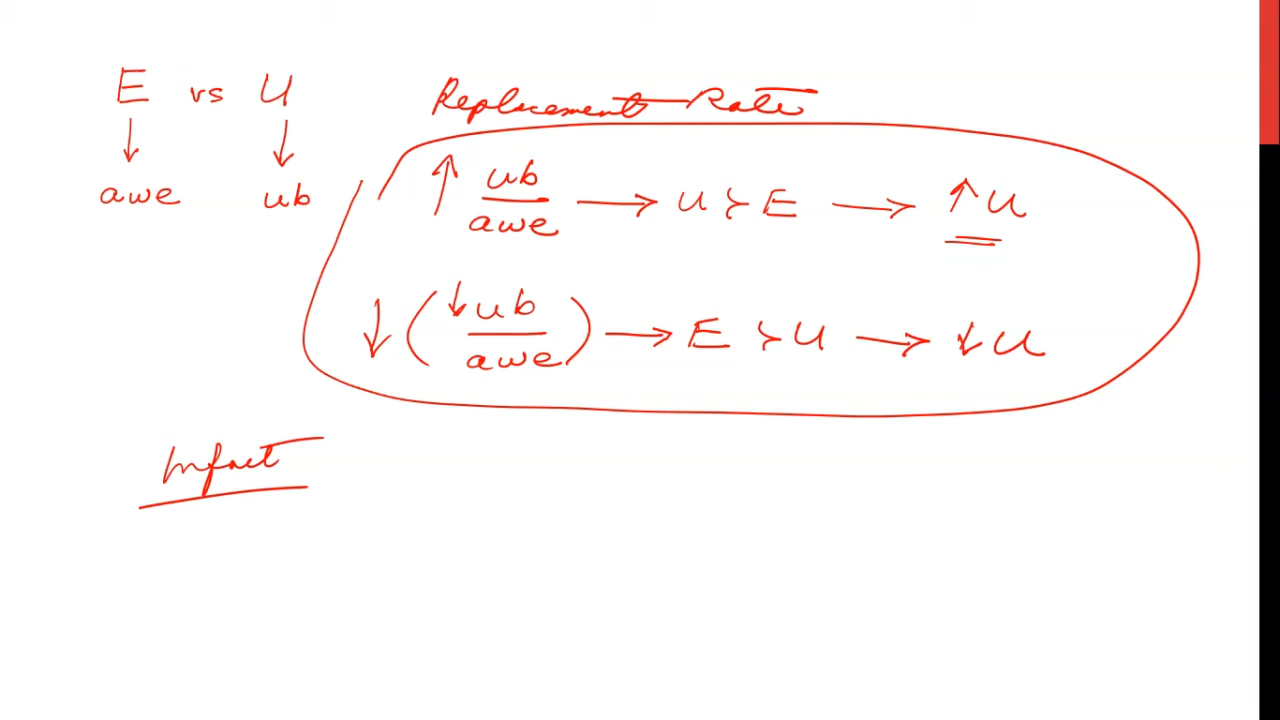 E vs U
↓ ↓
awe ub
Replacement Rate
↑ ub/awe → U ≻ E → ↑ U
↓ (↓ub/awe) → E ≻ U → ↓ U
Infact